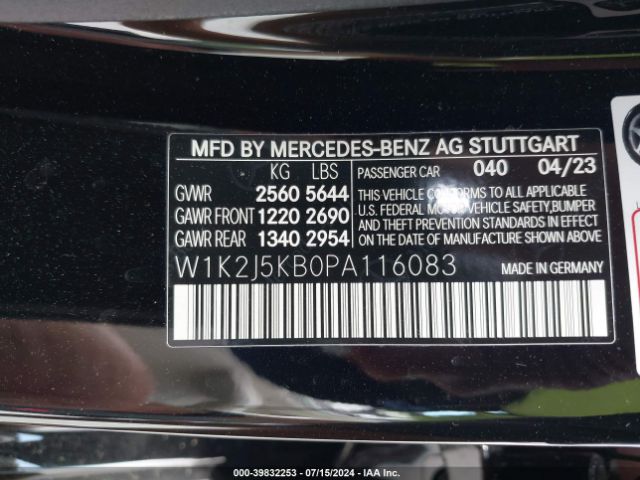 MFD BY MERCEDES-BENZ AG STUTTGART
KG LBS PASSENGER CAR 040 04/23
GVWR 2560 5644 THIS VEHICLE CONFORMS TO ALL APPLICABLE
GAWR FRONT 1220 2690 U.S. FEDERAL MOTOR VEHICLE SAFETY,BUMPER
GAWR REAR 1340 2954 AND THEFT PREVENTION STANDARDS IN EFFECT
ON THE DATE OF MANUFACTURE SHOWN ABOVE.
W1K2J5KB0PA116083 MADE IN GERMANY
000-39832253 - 07/15/2024 - IAA Inc.